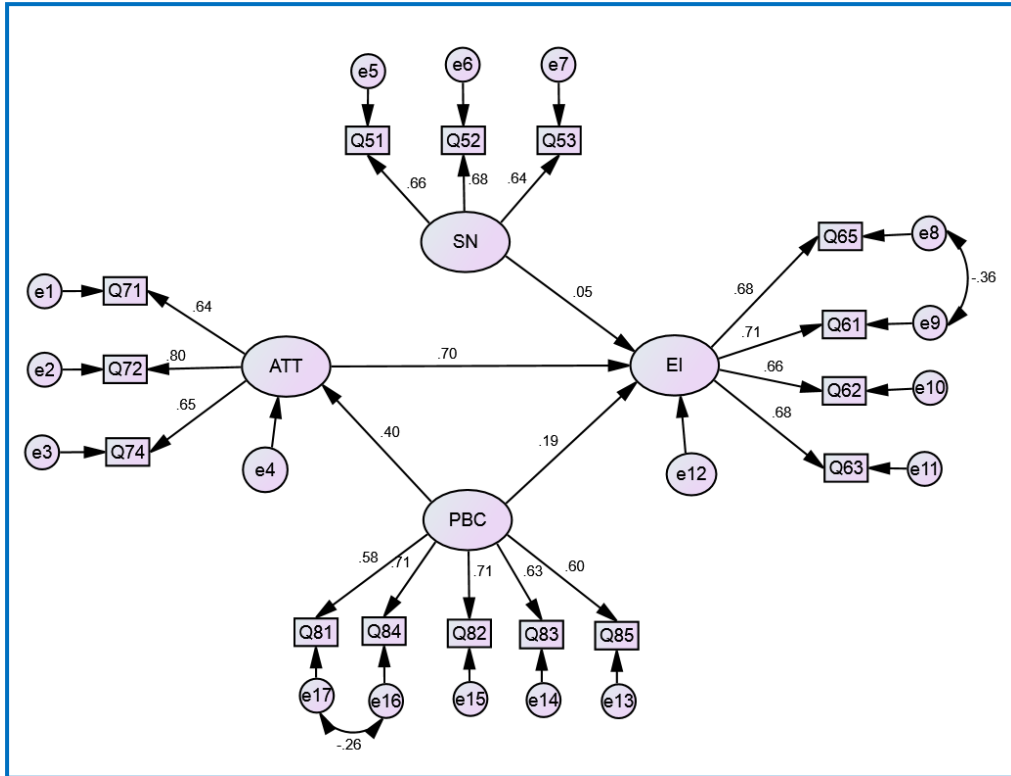 e5
e6
e7
Q51
Q52
Q53
.66
.68
.64
SN
Q65
e8
-.36
e1
Q71
.64
.05
.68
Q61
e9
.71
e2
Q72
.80
ATT
.70
EI
.66
Q62
e10
.65
.68
e3
Q74
e4
.40
.19
e12
Q63
e11
PBC
.58
.71
.71
.63
.60
Q81
Q84
Q82
Q83
Q85
e17
e16
e15
e14
e13
-.26